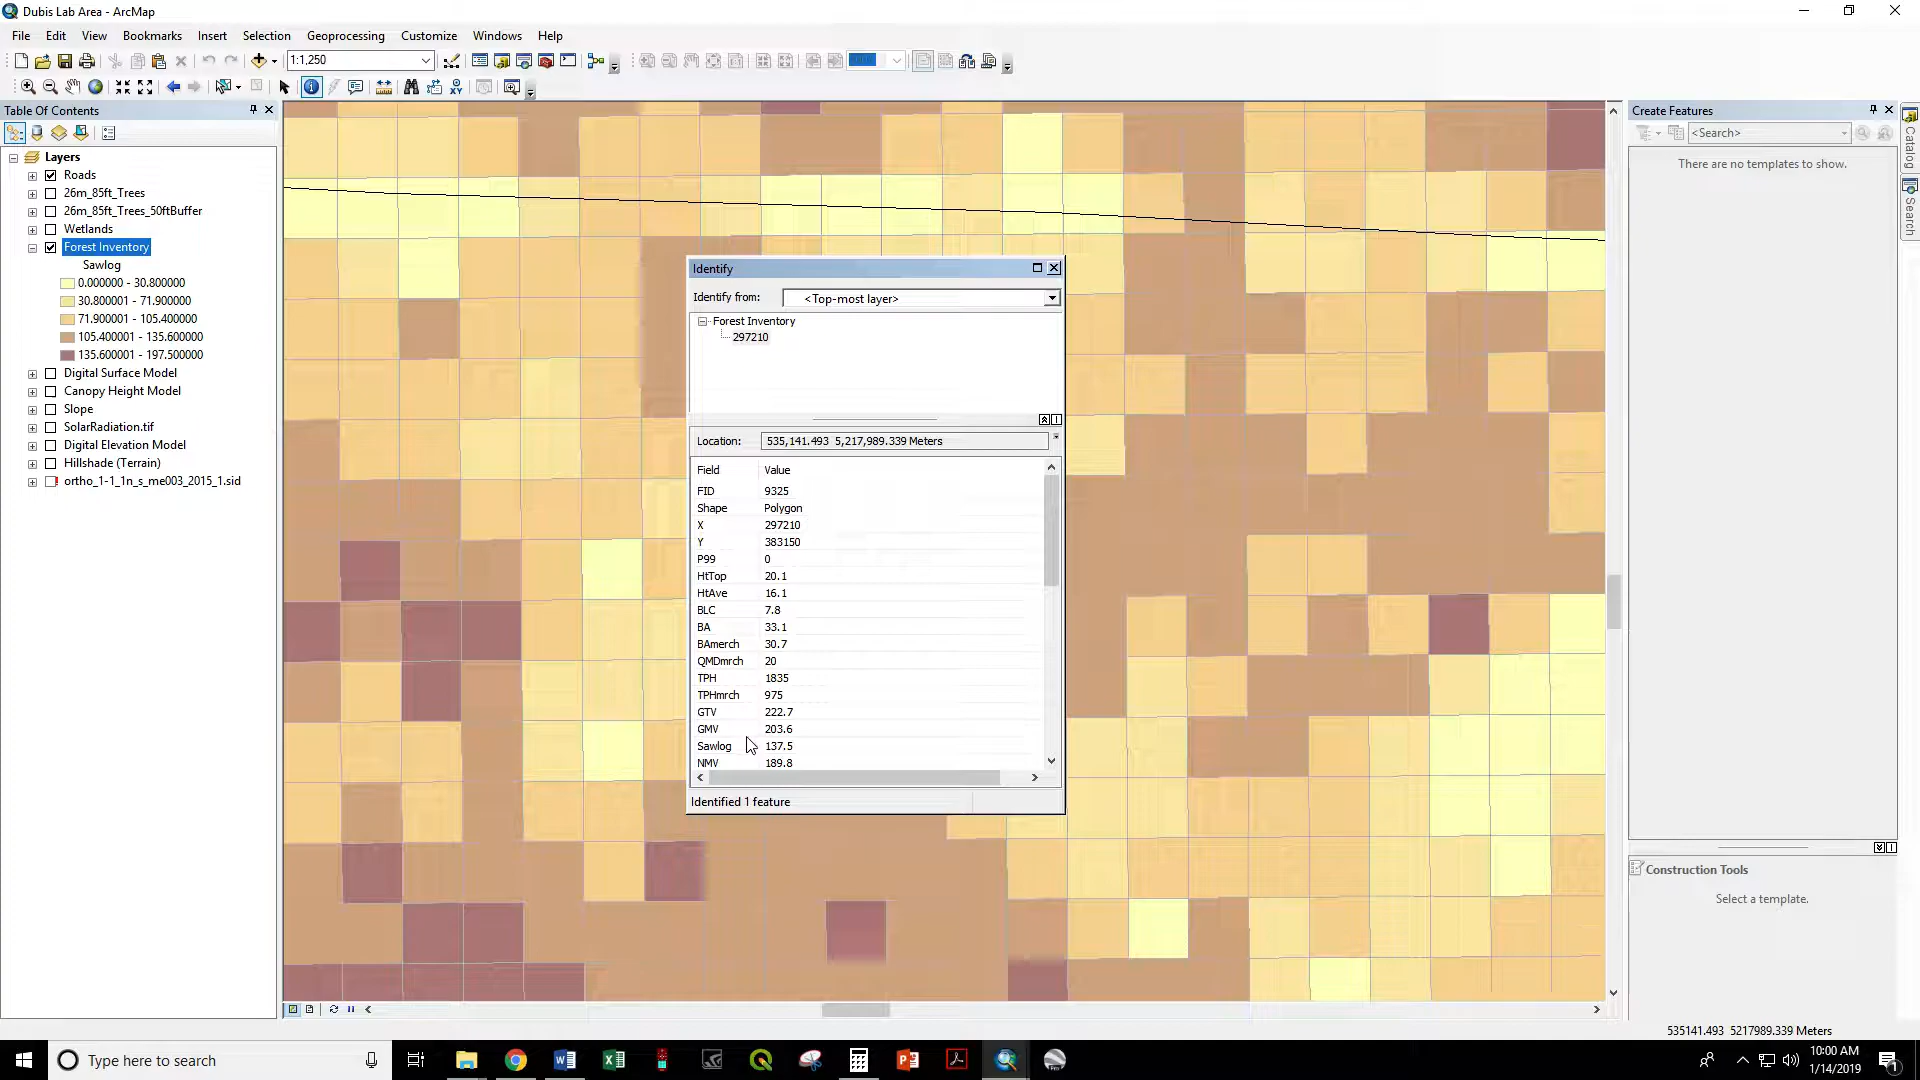 Dubis Lab Area - ArcMap
File Edit View Bookmarks Insert Selection Geoprocessing Customize Windows Help
1:1,250
Table Of Contents
Layers
Roads
26m_85ft_Trees
26m_85ft_Trees_50ftBuffer
Wetlands
Forest Inventory
Sawlog
0.000000 - 30.800000
30.800001 - 71.900000
71.900001 - 105.400000
105.400001 - 135.600000
135.600001 - 197.500000
Digital Surface Model
Canopy Height Model
Slope
SolarRadiation.tif
Digital Elevation Model
Hillshade (Terrain)
ortho_1-1_1n_s_me003_2015_1.sid
Identify
Identify from: <Top-most layer>
Forest Inventory
297210
Location: 535,141.493 5,217,989.339 Meters
Field Value
FID 9325
Shape Polygon
X 297210
Y 383150
P99 0
HtTop 20.1
HtAve 16.1
BLC 7.8
BA 33.1
BAmerch 30.7
QMDmrch 20
TPH 1835
TPHmrch 975
GTV 222.7
GMV 203.6
Sawlog 137.5
NMV 189.8
Identified 1 feature
Create Features
<Search>
There are no templates to show.
Construction Tools
Select a template.
Catalog
Search
535141.493 5217989.339 Meters
Type here to search
10:00 AM
1/14/2019
1